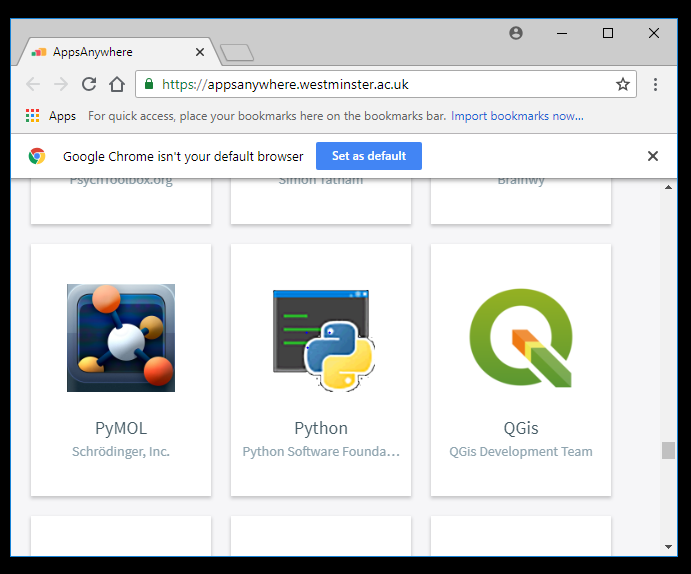 AppsAnywhere
https://appsanywhere.westminster.ac.uk
Apps For quick access, place your bookmarks here on the bookmarks bar. Import bookmarks now...
Google Chrome isn't your default browser Set as default
PsychToolbox.org Simon Tatham Brainwy
PyMOL Python QGis
Schrödinger, Inc. Python Software Founda... QGis Development Team